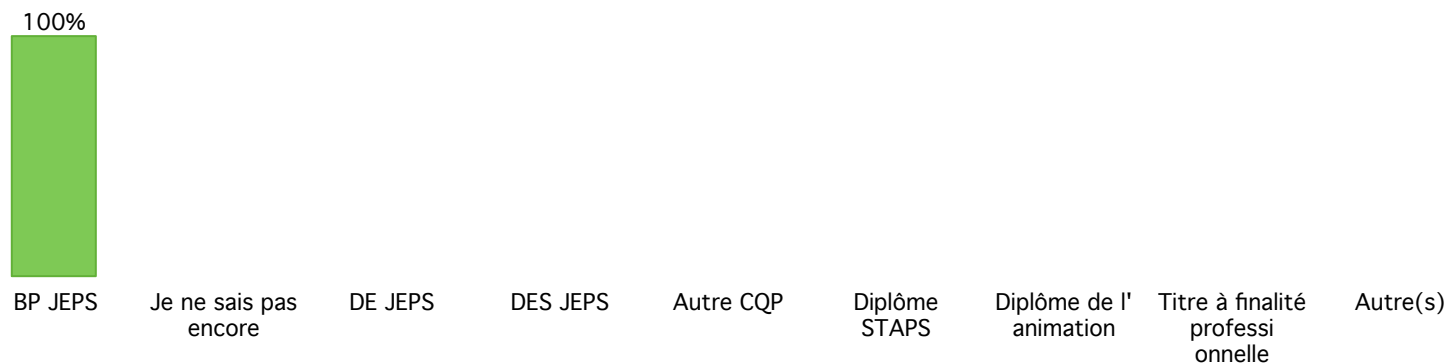 100%
BP JEPS
Je ne sais pas
encore
DE JEPS
DES JEPS
Autre CQP
Diplôme
STAPS
Diplôme de l'
animation
Titre à finalité
professi
onnelle
Autre(s)